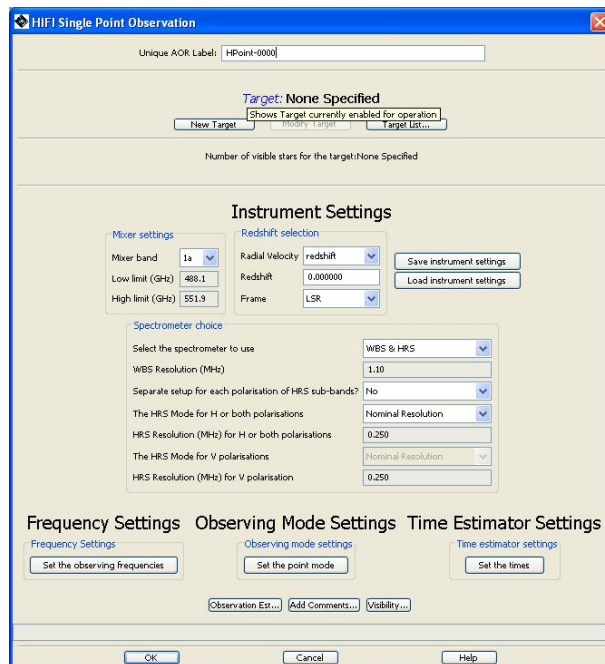 HIFI Single Point Observation
Unique AOR Label: HPoint-0000
Target: None Specified
Shows Target currently enabled for operation
New Target Modify Target Target List...
Number of visible stars for the target:None Specified
Instrument Settings
Mixer settings
Mixer band 1a
Low limit (GHz) 488.1
High limit (GHz) 551.9
Redshift selection
Radial Velocity redshift
Redshift 0.000000
Frame LSR
Save instrument settings
Load instrument settings
Spectrometer choice
Select the spectrometer to use WBS & HRS
WBS Resolution (MHz) 1.10
Separate setup for each polarisation of HRS sub-bands? No
The HRS Mode for H or both polarisations Nominal Resolution
HRS Resolution (MHz) for H or both polarisations 0.250
The HRS Mode for V polarisations Nominal Resolution
HRS Resolution (MHz) for V polarisation 0.250
Frequency Settings Observing Mode Settings Time Estimator Settings
Frequency Settings Observing mode settings Time estimator settings
Set the observing frequencies Set the point mode Set the times
Observation Est... Add Comments... Visibility...
OK Cancel Help